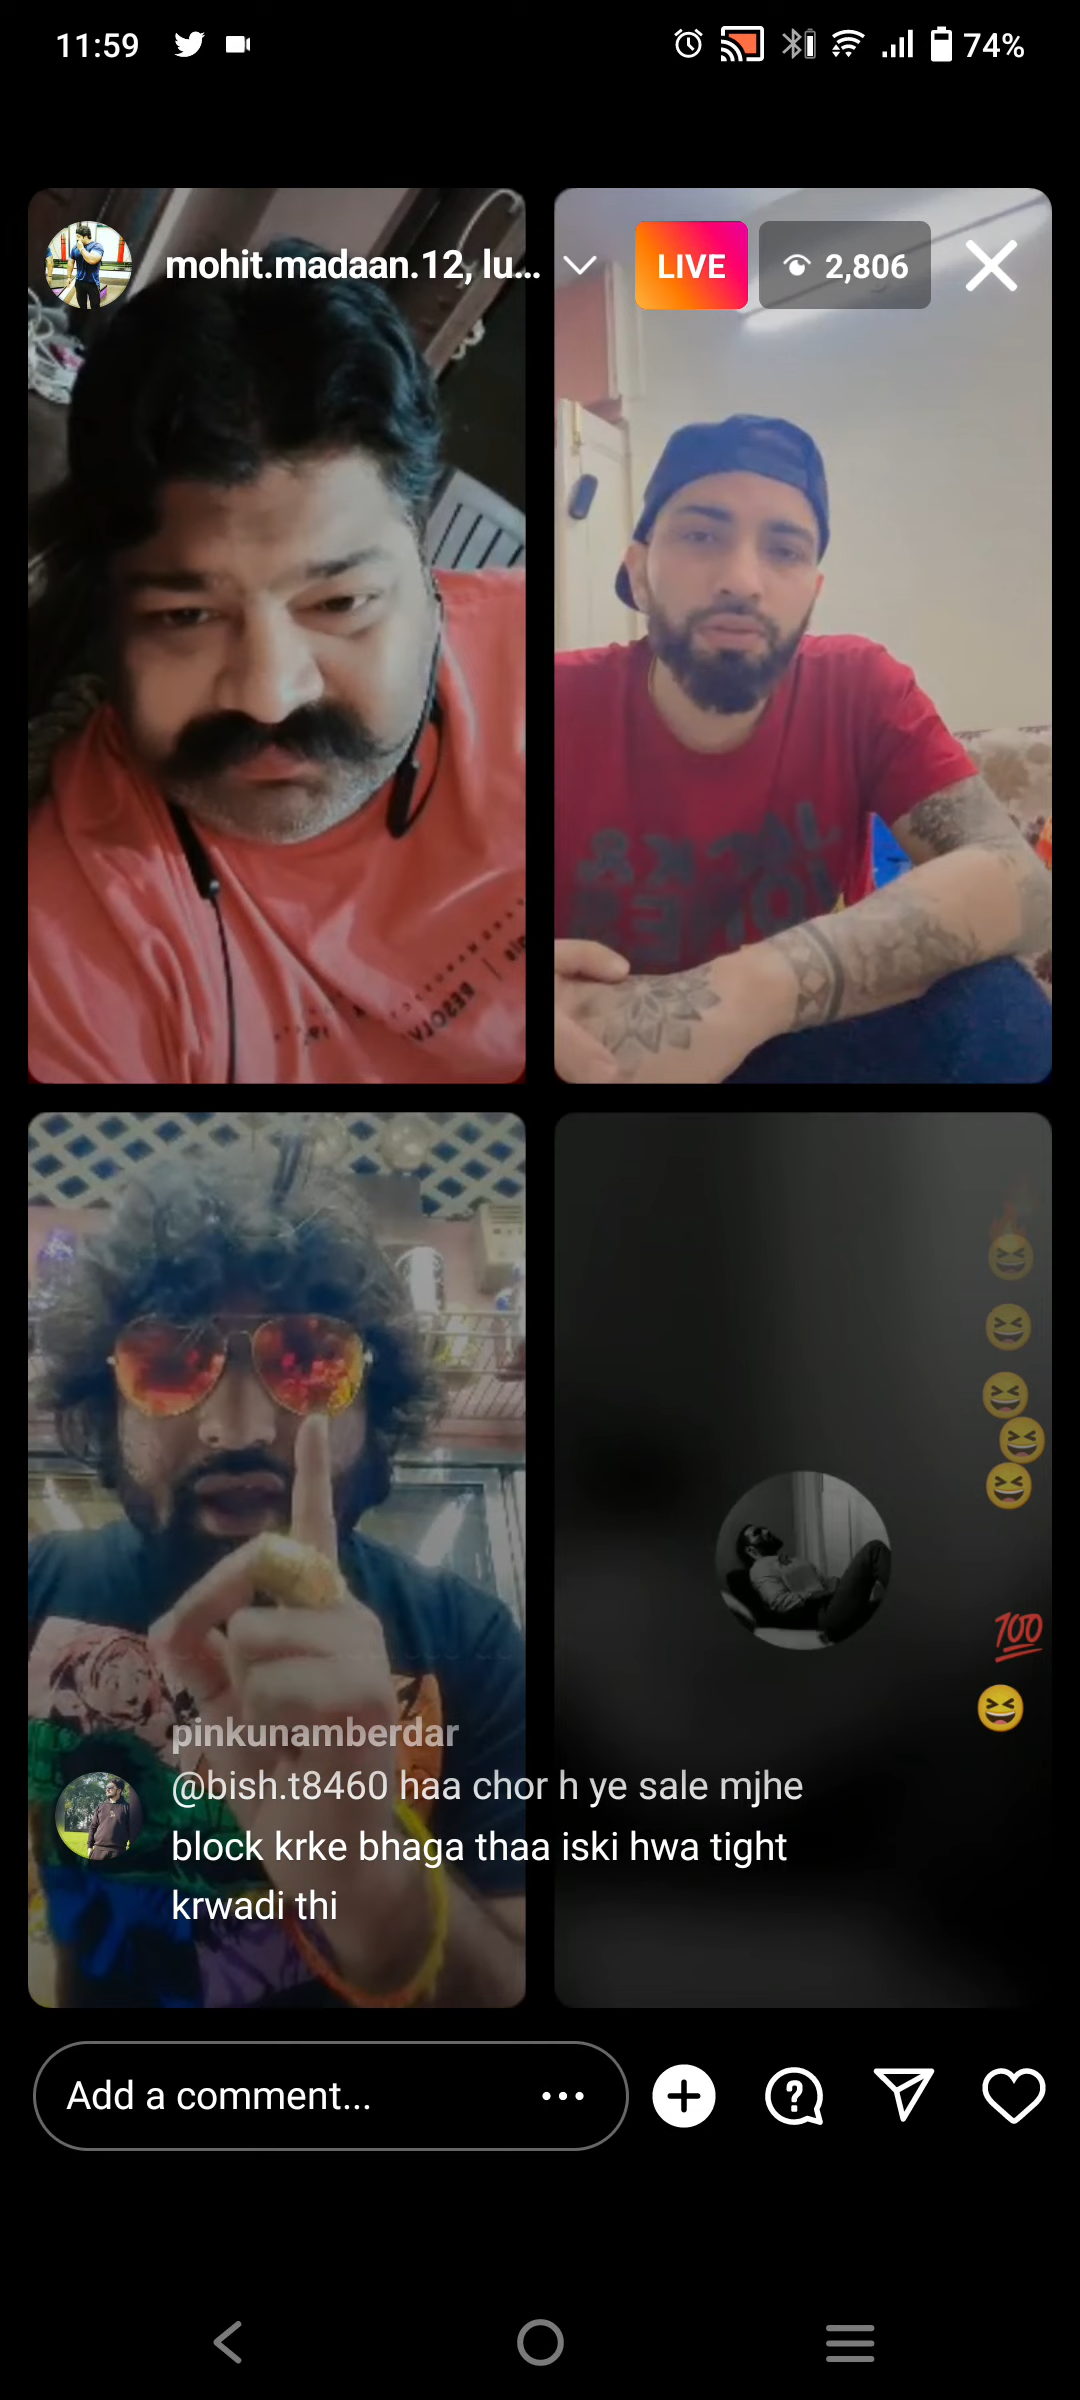 11:59
74%
mohit.madaan.12, lu...
LIVE
2,806
pinkunamberdar
@bish.t8460 haa chor h ye sale mjhe
block krke bhaga thaa iski hwa tight
krwadi thi
Add a comment...